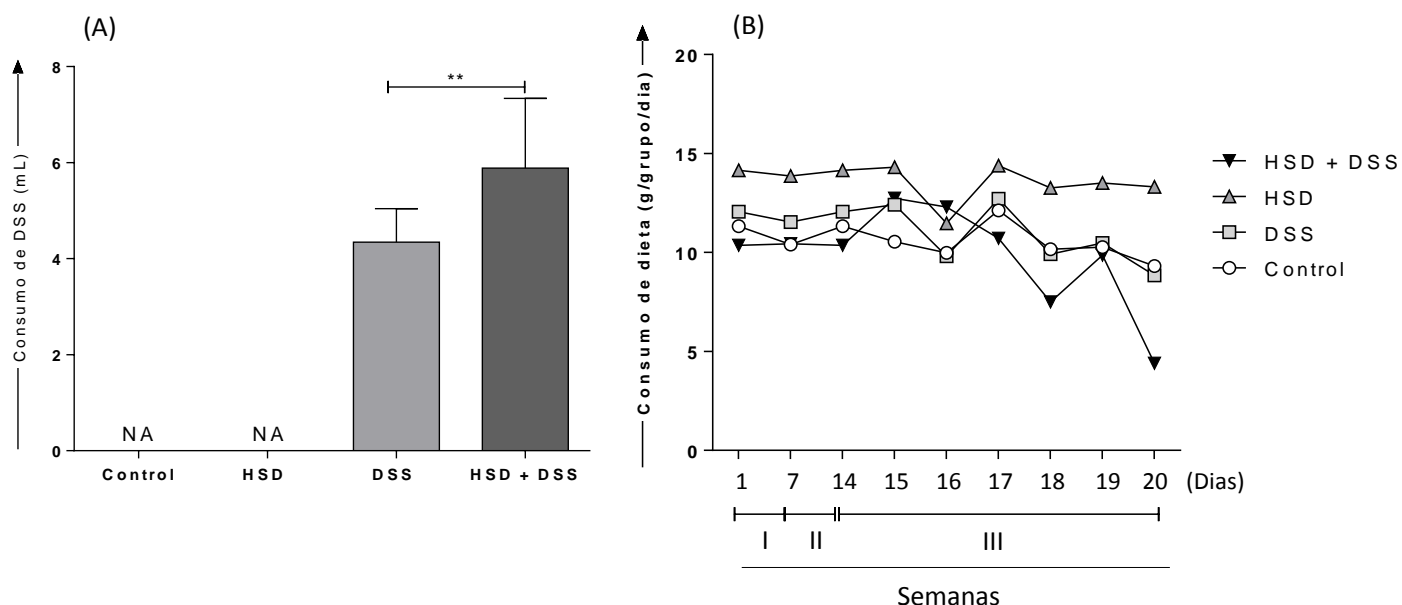 (A)
Consumo de DSS (mL)
8
6
4
2
0
**
NA
NA
Control
HSD
DSS
HSD + DSS
(B)
Consumo de dieta (g/grupo/dia)
20
15
10
5
0
1 7 14 15 16 17 18 19 20 (Dias)
I II III
Semanas
HSD + DSS
HSD
DSS
Control